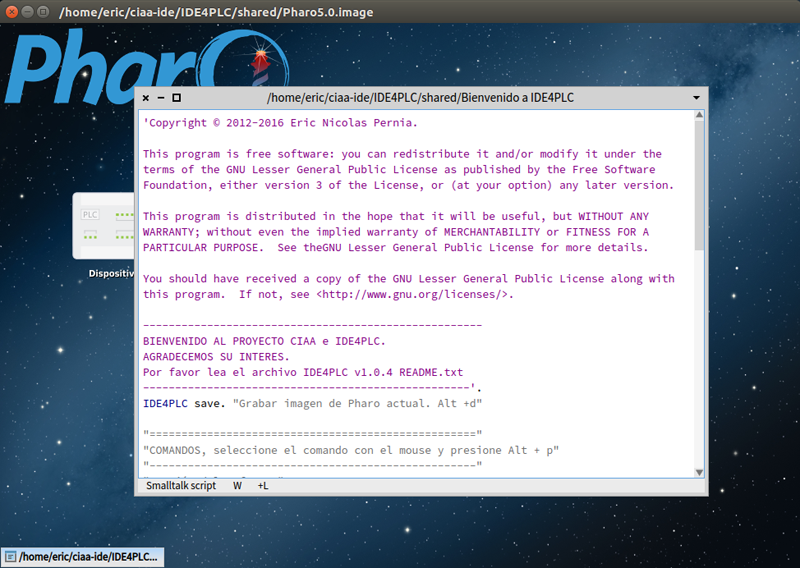 /home/eric/ciaa-ide/IDE4PLC/shared/Pharo5.0.image
Pharo
/home/eric/ciaa-ide/IDE4PLC/shared/Bienvenido a IDE4PLC
'Copyright © 2012-2016 Eric Nicolas Pernia.
This program is free software: you can redistribute it and/or modify it under the
terms of the GNU Lesser General Public License as published by the Free Software
Foundation, either version 3 of the License, or (at your option) any later version.
This program is distributed in the hope that it will be useful, but WITHOUT ANY
WARRANTY; without even the implied warranty of MERCHANTABILITY or FITNESS FOR A
PARTICULAR PURPOSE.  See theGNU Lesser General Public License for more details.
You should have received a copy of the GNU Lesser General Public License along with
this program.  If not, see <http://www.gnu.org/licenses/>.
----------------------------------------------------
BIENVENIDO AL PROYECTO CIAA e IDE4PLC.
AGRADECEMOS SU INTERES.
Por favor lea el archivo IDE4PLC v1.0.4 README.txt
---------------------------------------------------'.
IDE4PLC save. "Grabar imagen de Pharo actual. Alt +d"
"=================================================="
"COMANDOS, seleccione el comando con el mouse y presione Alt + p"
"--------------------------------------------------"
PLC
Dispositiv
Smalltalk script W +L
/home/eric/ciaa-ide/IDE4PLC...